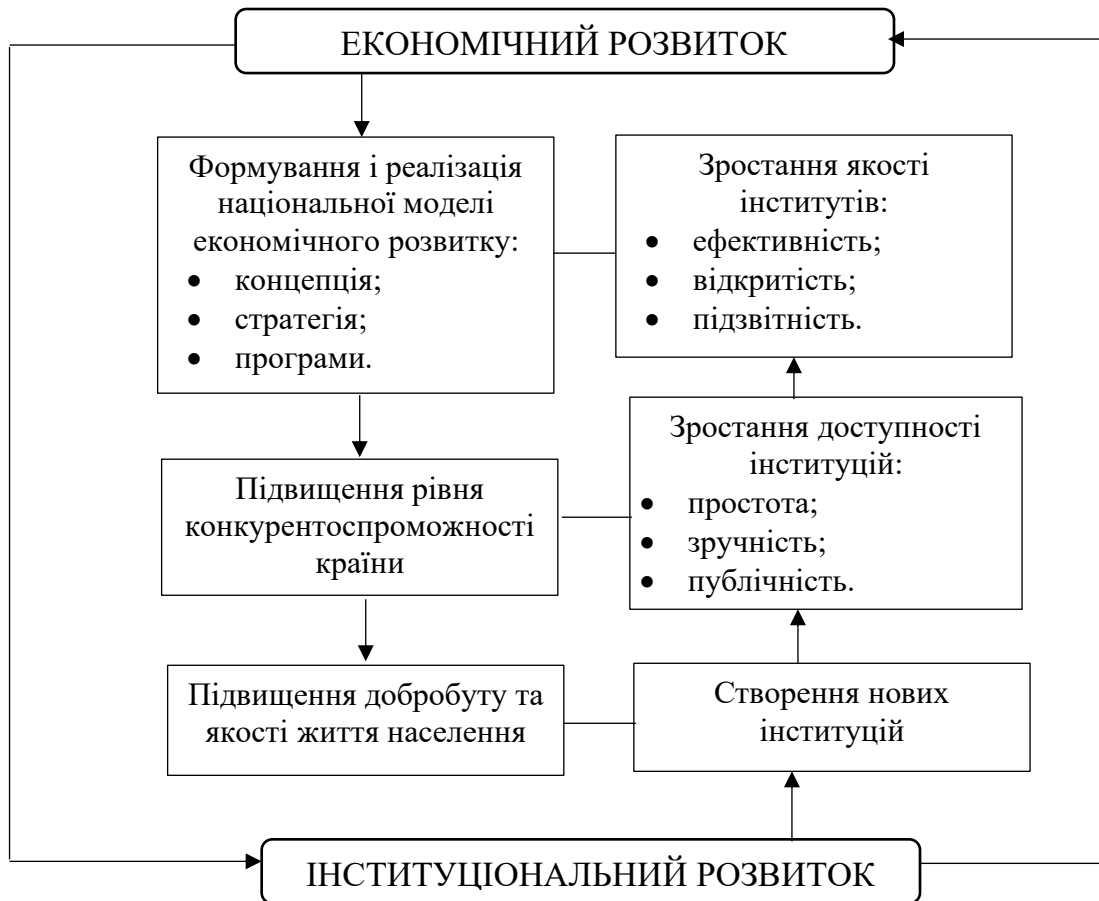 ЕКОНОМІЧНИЙ РОЗВИТОК
Формування і реалізація
національної моделі
економічного розвитку:
• концепція;
• стратегія;
• програми.
Зростання якості
інститутів:
• ефективність;
• відкритість;
• підзвітність.
Підвищення рівня
конкурентоспроможності
країни
Зростання доступності
інституцій:
• простота;
• зручність;
• публічність.
Підвищення добробуту та
якості життя населення
Створення нових
інституцій
ІНСТИТУЦІОНАЛЬНИЙ РОЗВИТОК